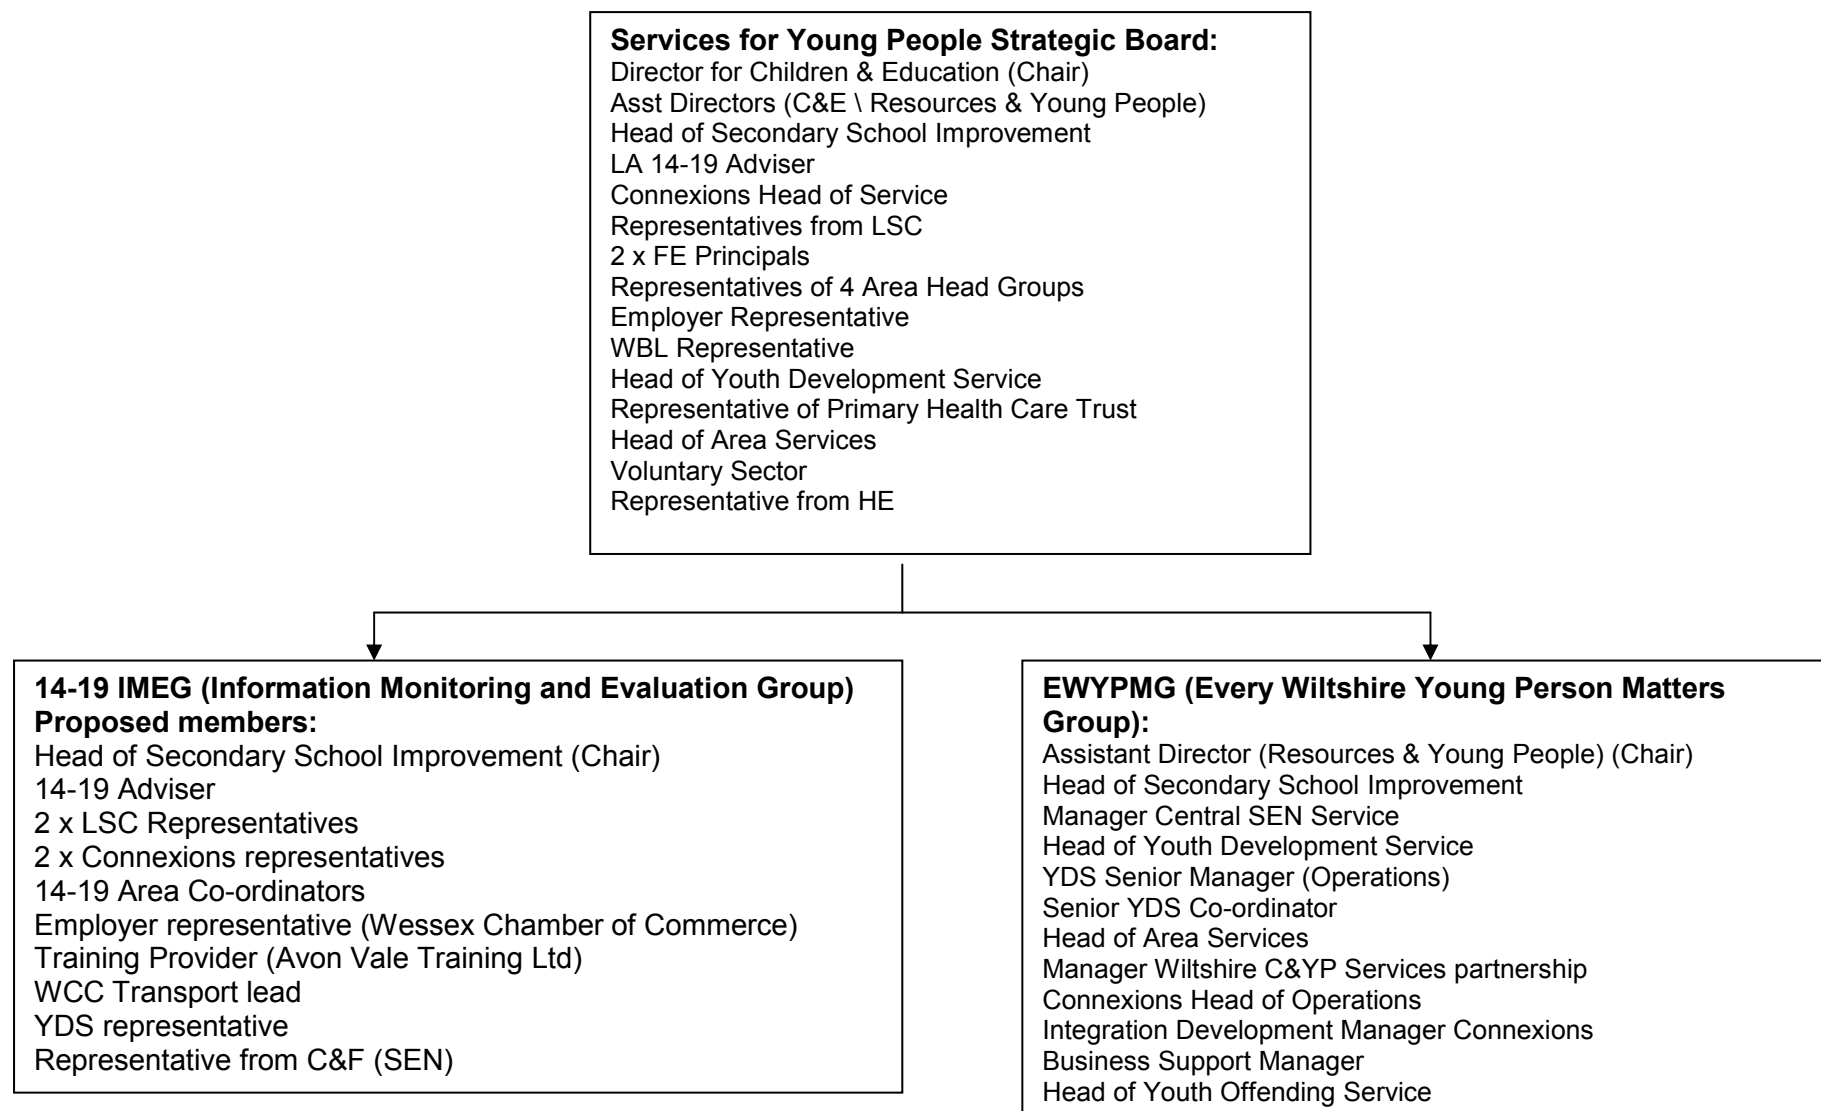 Services for Young People Strategic Board:
Director for Children & Education (Chair)
Asst Directors (C&E \ Resources & Young People)
Head of Secondary School Improvement
LA 14-19 Adviser
Connexions Head of Service
Representatives from LSC
2 x FE Principals
Representatives of 4 Area Head Groups
Employer Representative
WBL Representative
Head of Youth Development Service
Representative of Primary Health Care Trust
Head of Area Services
Voluntary Sector
Representative from HE
14-19 IMEG (Information Monitoring and Evaluation Group)
Proposed members:
Head of Secondary School Improvement (Chair)
14-19 Adviser
2 x LSC Representatives
2 x Connexions representatives
14-19 Area Co-ordinators
Employer representative (Wessex Chamber of Commerce)
Training Provider (Avon Vale Training Ltd)
WCC Transport lead
YDS representative
Representative from C&F (SEN)
EWYPMG (Every Wiltshire Young Person Matters
Group):
Assistant Director (Resources & Young People) (Chair)
Head of Secondary School Improvement
Manager Central SEN Service
Head of Youth Development Service
YDS Senior Manager (Operations)
Senior YDS Co-ordinator
Head of Area Services
Manager Wiltshire C&YP Services partnership
Connexions Head of Operations
Integration Development Manager Connexions
Business Support Manager
Head of Youth Offending Service